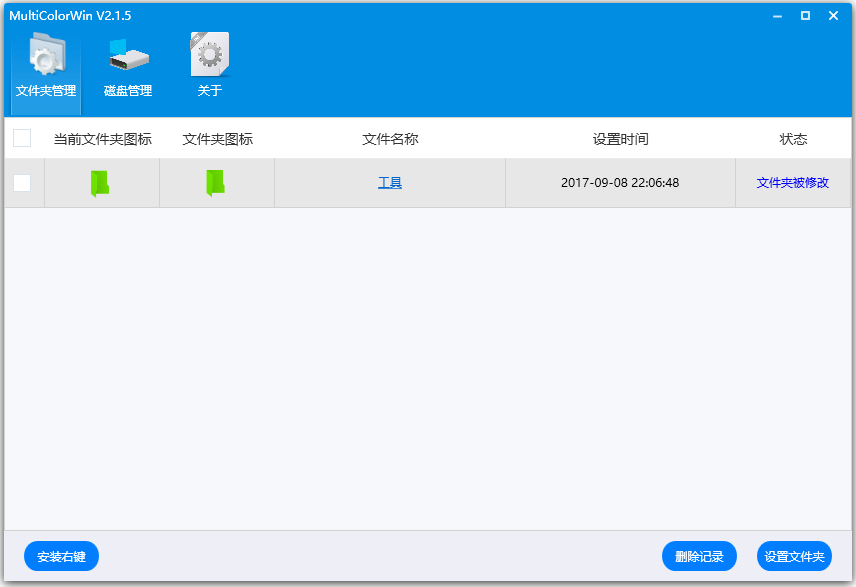 MultiColorWin V2.1.5
文件夹管理 磁盘管理 关于
当前文件夹图标 文件夹图标 文件名称 设置时间 状态
工具 2017-09-08 22:06:48 文件夹被修改
安装右键 删除记录 设置文件夹